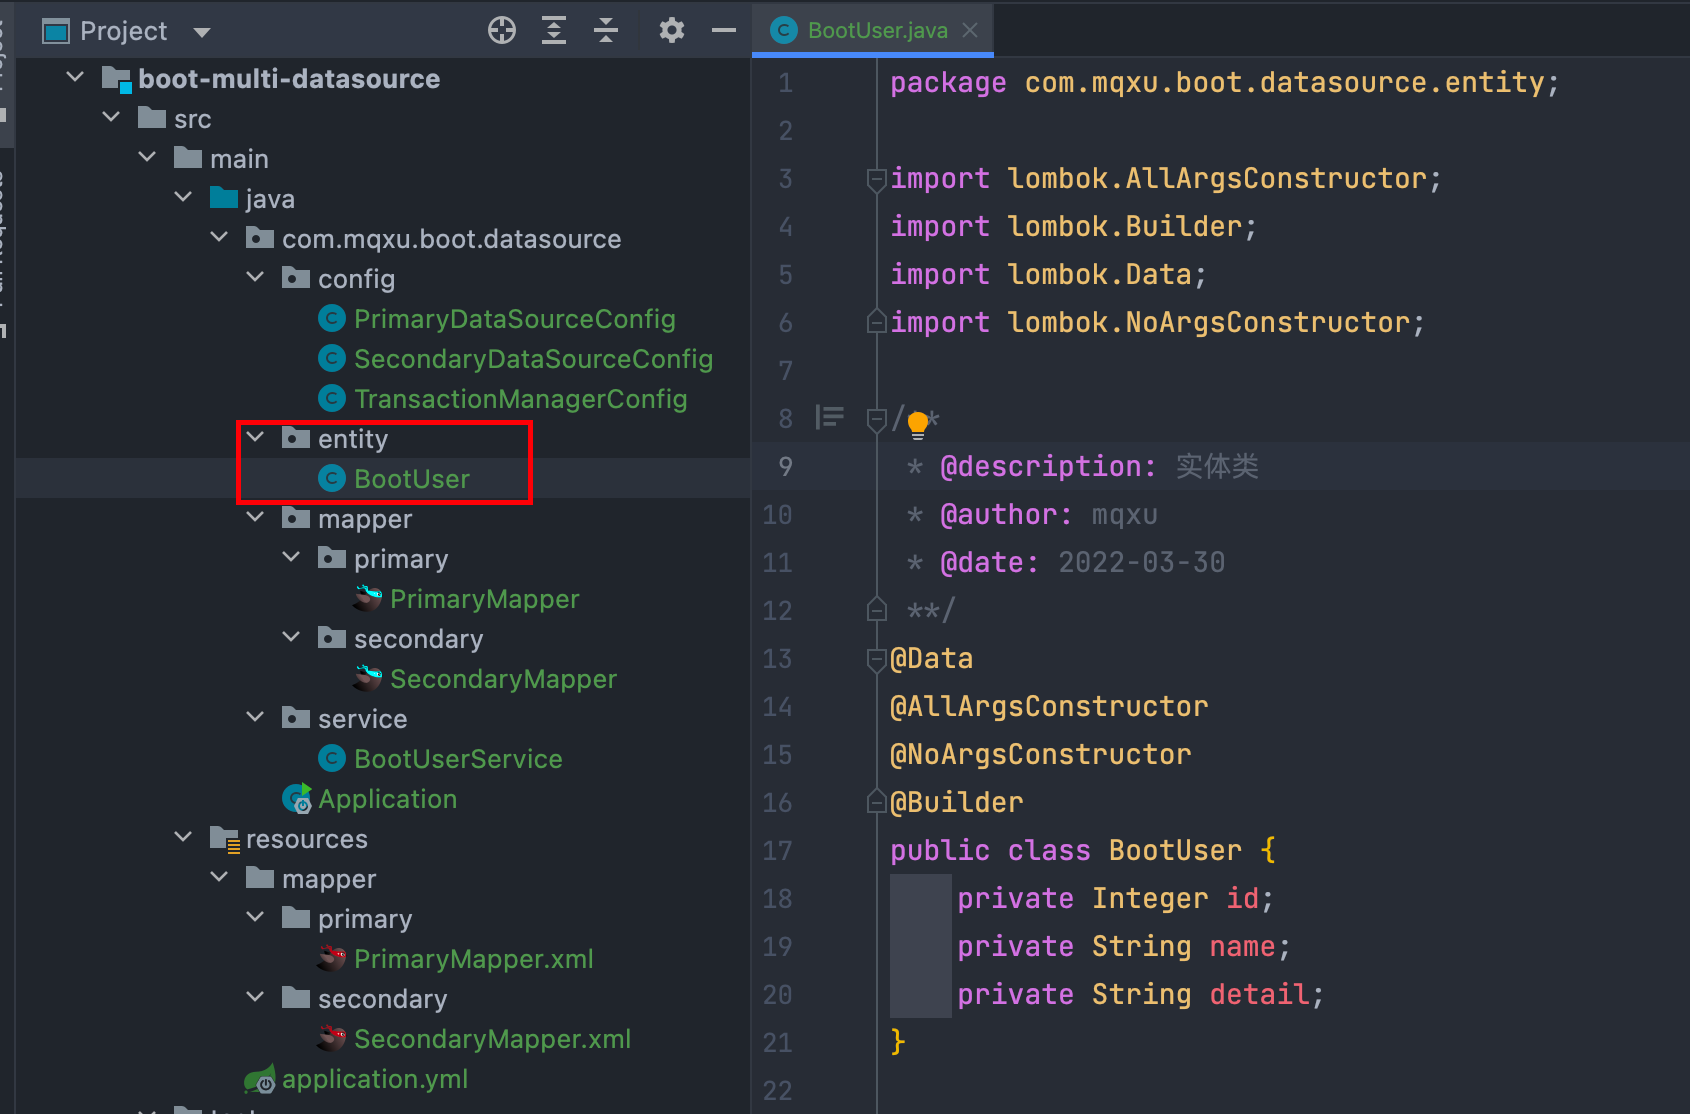 Project
boot-multi-datasource
src
main
java
com.mqxu.boot.datasource
config
PrimaryDataSourceConfig
SecondaryDataSourceConfig
TransactionManagerConfig
entity
BootUser
mapper
primary
PrimaryMapper
secondary
SecondaryMapper
service
BootUserService
Application
resources
mapper
primary
PrimaryMapper.xml
secondary
SecondaryMapper.xml
application.yml
BootUser.java
1 package com.mqxu.boot.datasource.entity;
2
3 import lombok.AllArgsConstructor;
4 import lombok.Builder;
5 import lombok.Data;
6 import lombok.NoArgsConstructor;
7
8 /**
9 * @description: 实体类
10 * @author: mqxu
11 * @date: 2022-03-30
12 **/
13 @Data
14 @AllArgsConstructor
15 @NoArgsConstructor
16 @Builder
17 public class BootUser {
18 private Integer id;
19 private String name;
20 private String detail;
21 }
22